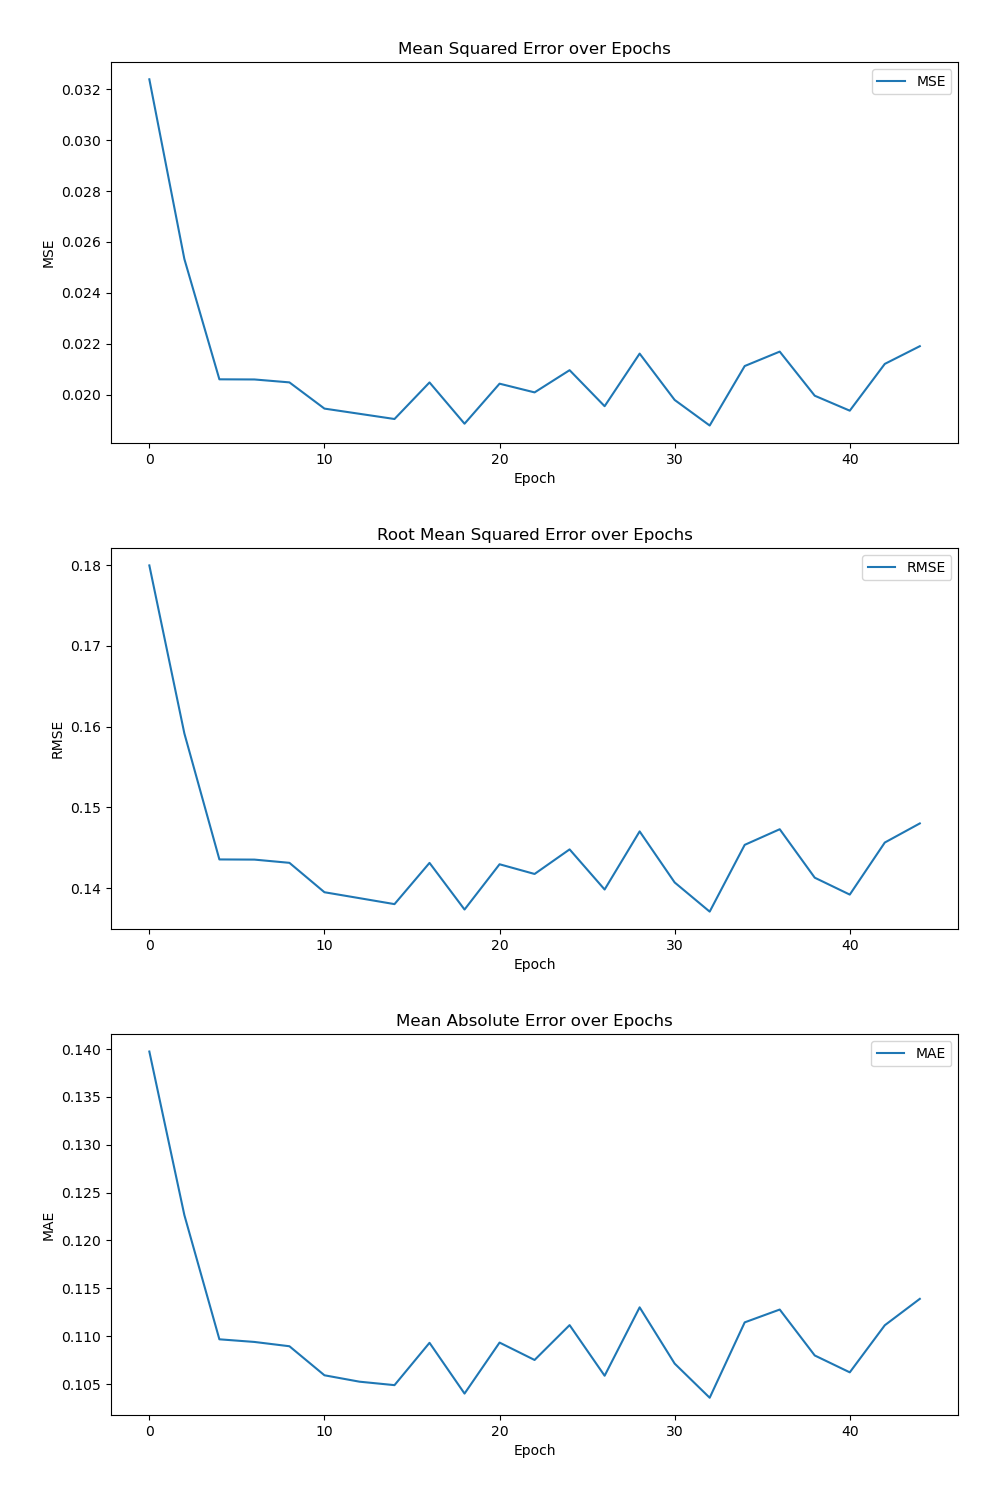 Mean Squared Error over Epochs
MSE
0.032
0.030
0.028
0.026
0.024
0.022
0.020
MSE
0 10 20 30 40
Epoch
Root Mean Squared Error over Epochs
RMSE
0.18
0.17
0.16
0.15
0.14
RMSE
0 10 20 30 40
Epoch
Mean Absolute Error over Epochs
MAE
0.140
0.135
0.130
0.125
0.120
0.115
0.110
0.105
MAE
0 10 20 30 40
Epoch